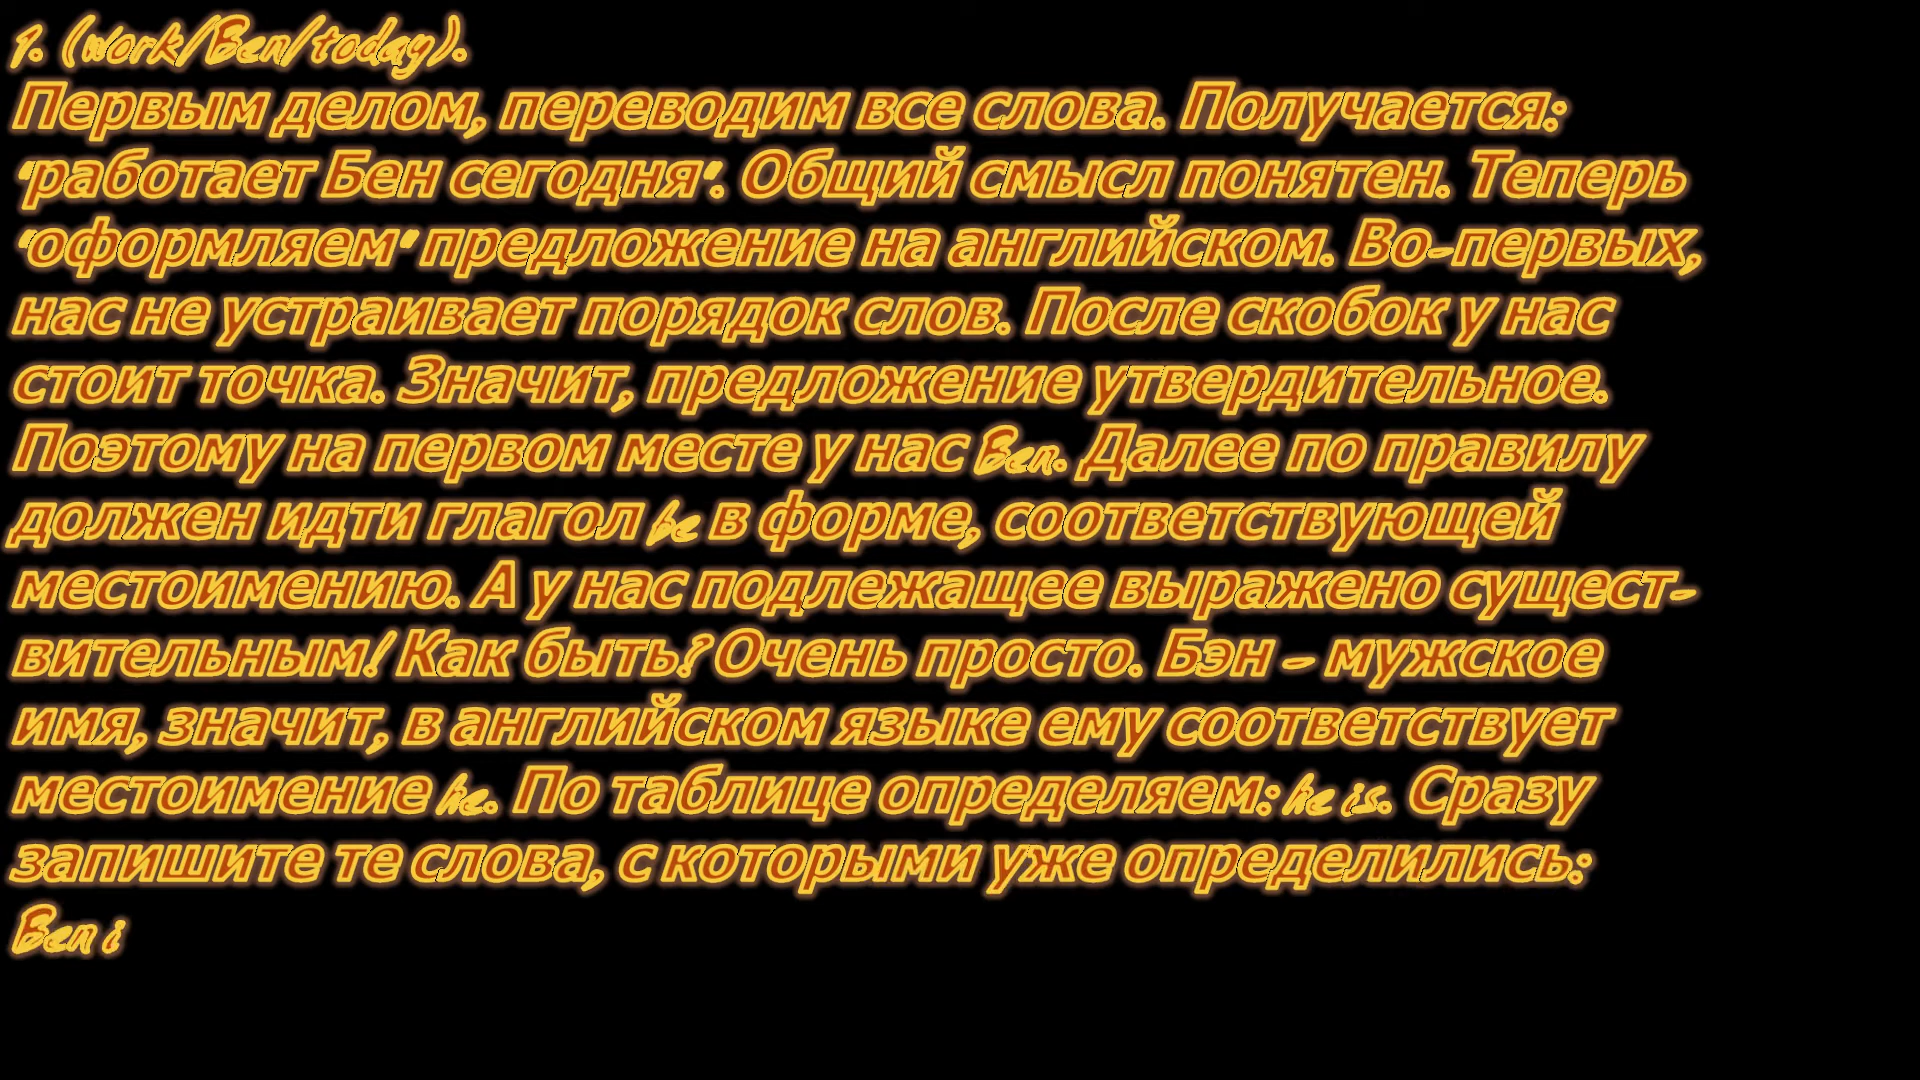 1. (work/Ben/today).
Первым делом, переводим все слова. Получается:
"работает Бен сегодня". Общий смысл понятен. Теперь
"оформляем" предложение на английском. Во-первых,
нас не устраивает порядок слов. После скобок у нас
стоит точка. Значит, предложение утвердительное.
Поэтому на первом месте у нас Ben. Далее по правилу
должен идти глагол be в форме, соответствующей
местоимению. А у нас подлежащее выражено сущест-
вительным! Как быть? Очень просто. Бэн - мужское
имя, значит, в английском языке ему соответствует
местоимение he. По таблице определяем: he is. Сразу
запишите те слова, с которыми уже определились:
Ben i